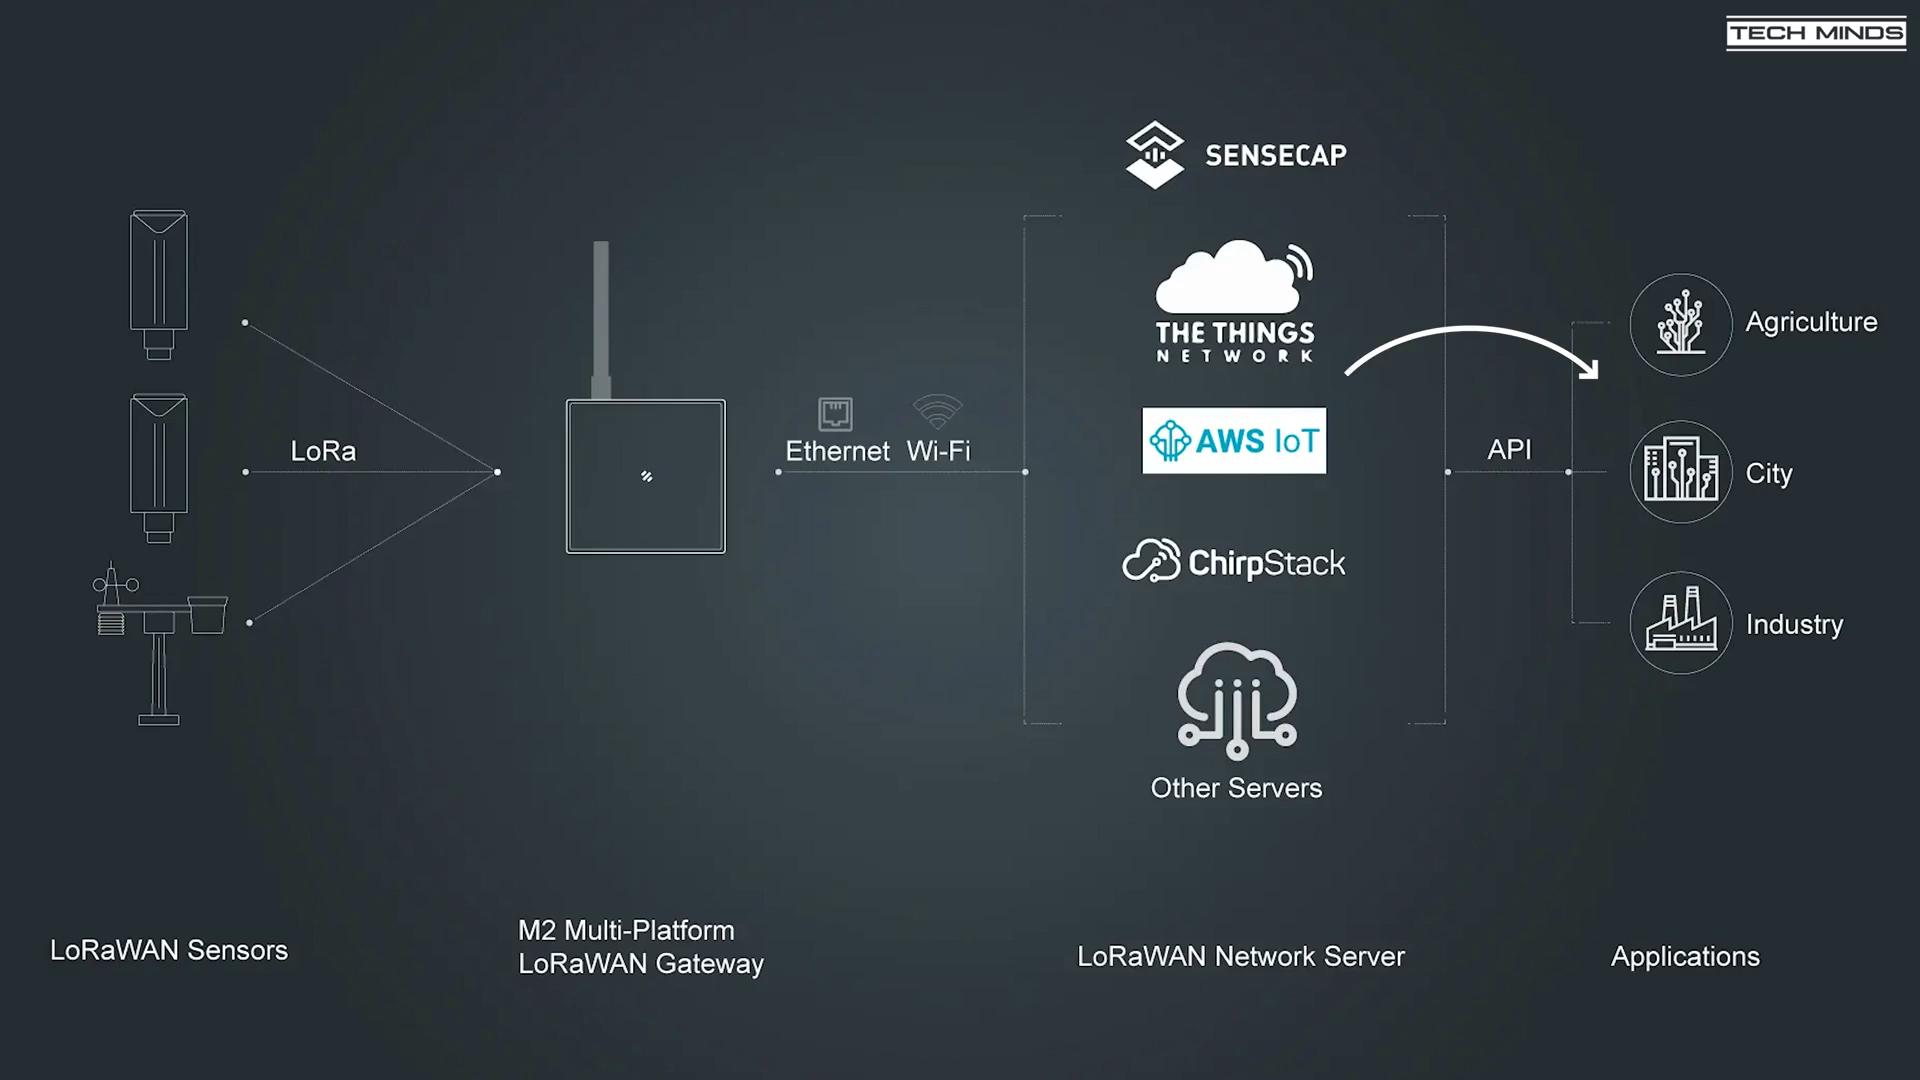 TECH MINDS
SENSECAP
THE THINGS
NETWORK
AWS IoT
ChirpStack
Other Servers
LoRa
Ethernet Wi-Fi
API
Agriculture
City
Industry
LoRaWAN Sensors
M2 Multi-Platform
LoRaWAN Gateway
LoRaWAN Network Server
Applications